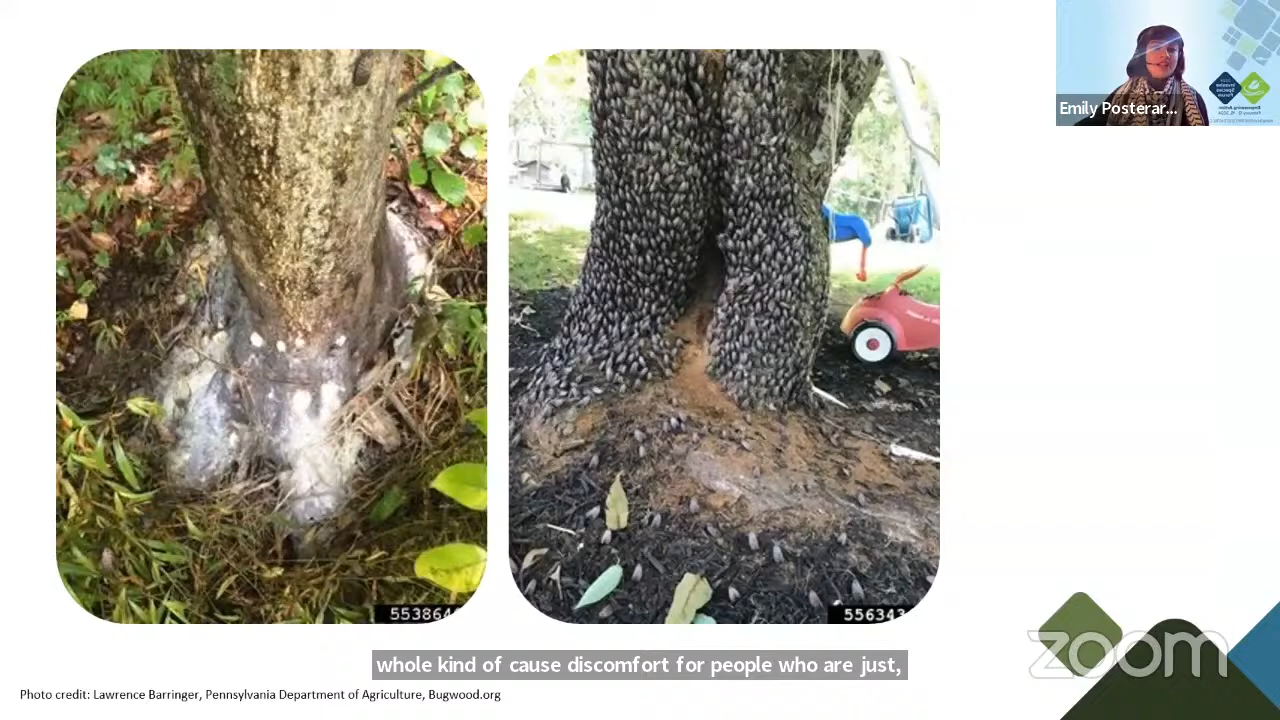 Emily Posterar...
553864
556343
whole kind of cause discomfort for people who are just,
Photo credit: Lawrence Barringer, Pennsylvania Department of Agriculture, Bugwood.org
zoom